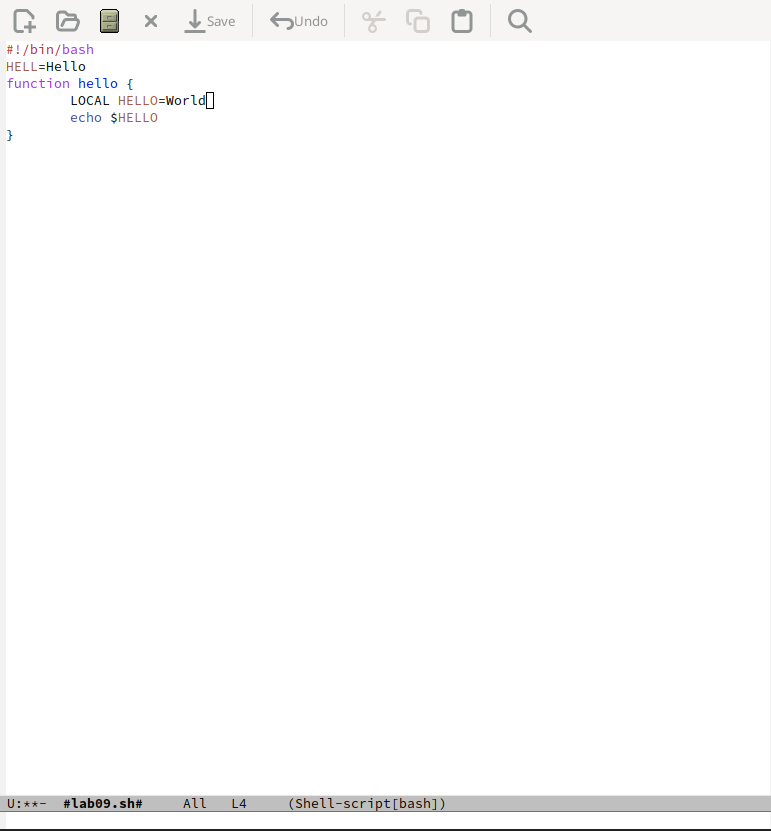 Save Undo
#!/bin/bash
HELL=Hello
function hello {
        LOCAL HELLO=World
        echo $HELLO
}
U:**-  #lab09.sh#     All   L4     (Shell-script[bash])